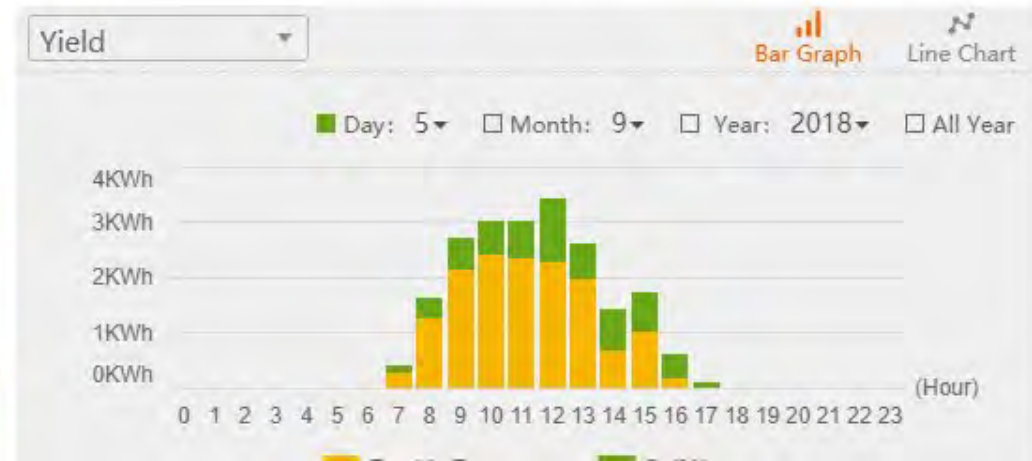 Yield
Bar Graph Line Chart
Day: 5 Month: 9 Year: 2018 All Year
4KWh
3KWh
2KWh
1KWh
0KWh
(Hour)
0 1 2 3 4 5 6 7 8 9 10 11 12 13 14 15 16 17 18 19 20 21 22 23